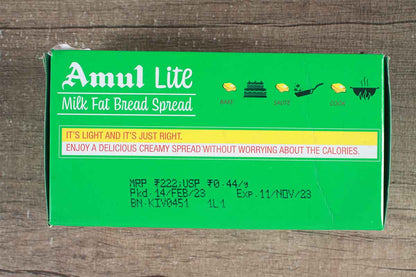 Amul Lite
Milk Fat Bread Spread
BAKE
SAUTE
COOK
IT'S LIGHT AND IT'S JUST RIGHT.
ENJOY A DELICIOUS CREAMY SPREAD WITHOUT WORRYING ABOUT THE CALORIES.
MRP ₹222;USP ₹0.44/g
Pkd.14/FEB/23 Exp.11/NOV/23
BN.KIY0451 1L1